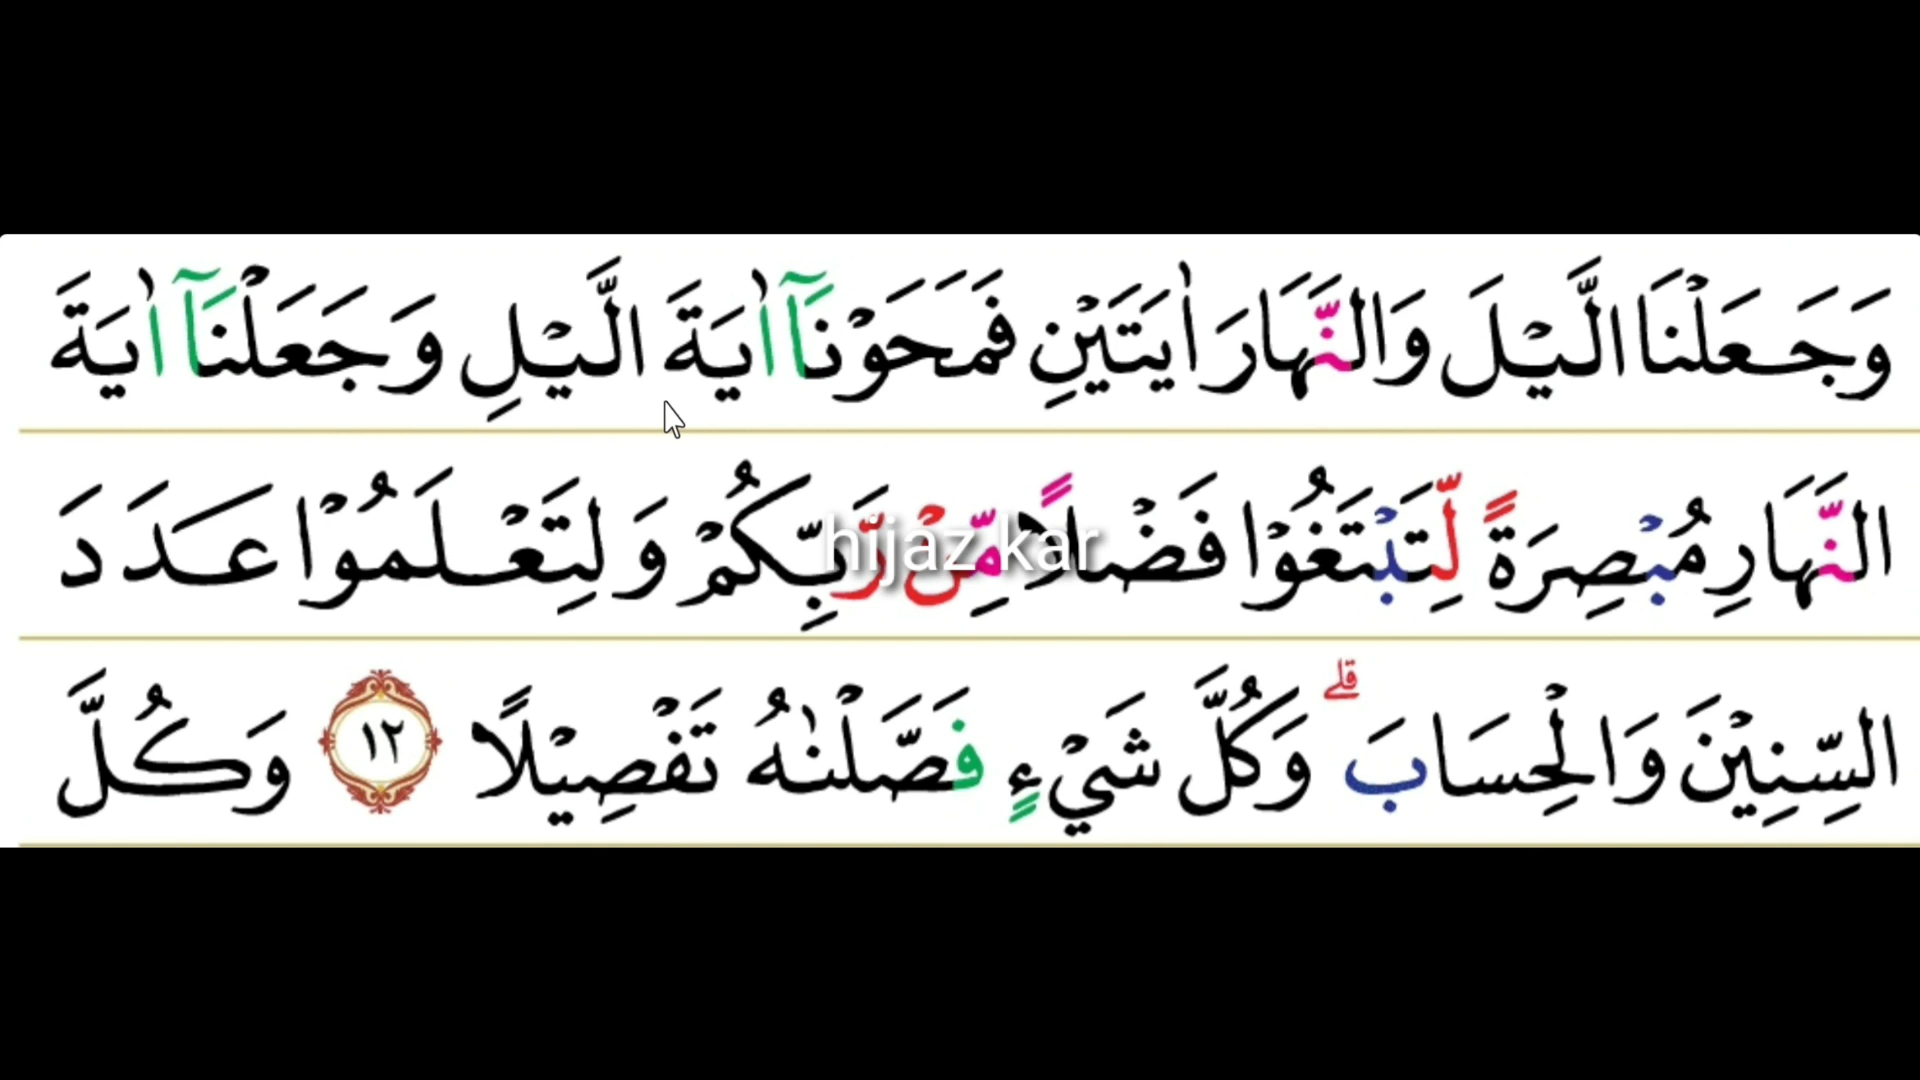 وَجَعَلْنَا الَّيْلَ وَالنَّهَارَ اٰيَتَيْنِ فَمَحَوْنَآ اٰيَةَ الَّيْلِ وَجَعَلْنَآ اٰيَةَ
النَّهَارِ مُبْصِرَةً لِّتَبْتَغُوْا فَضْلًا مِّنْ رَّبِّكُمْ وَلِتَعْلَمُوْا عَدَدَ
hijaz kar
السِّنِيْنَ وَالْحِسَابَ ۗ وَكُلَّ شَيْءٍ فَصَّلْنٰهُ تَفْصِيْلًا ١٢ وَكُلَّ